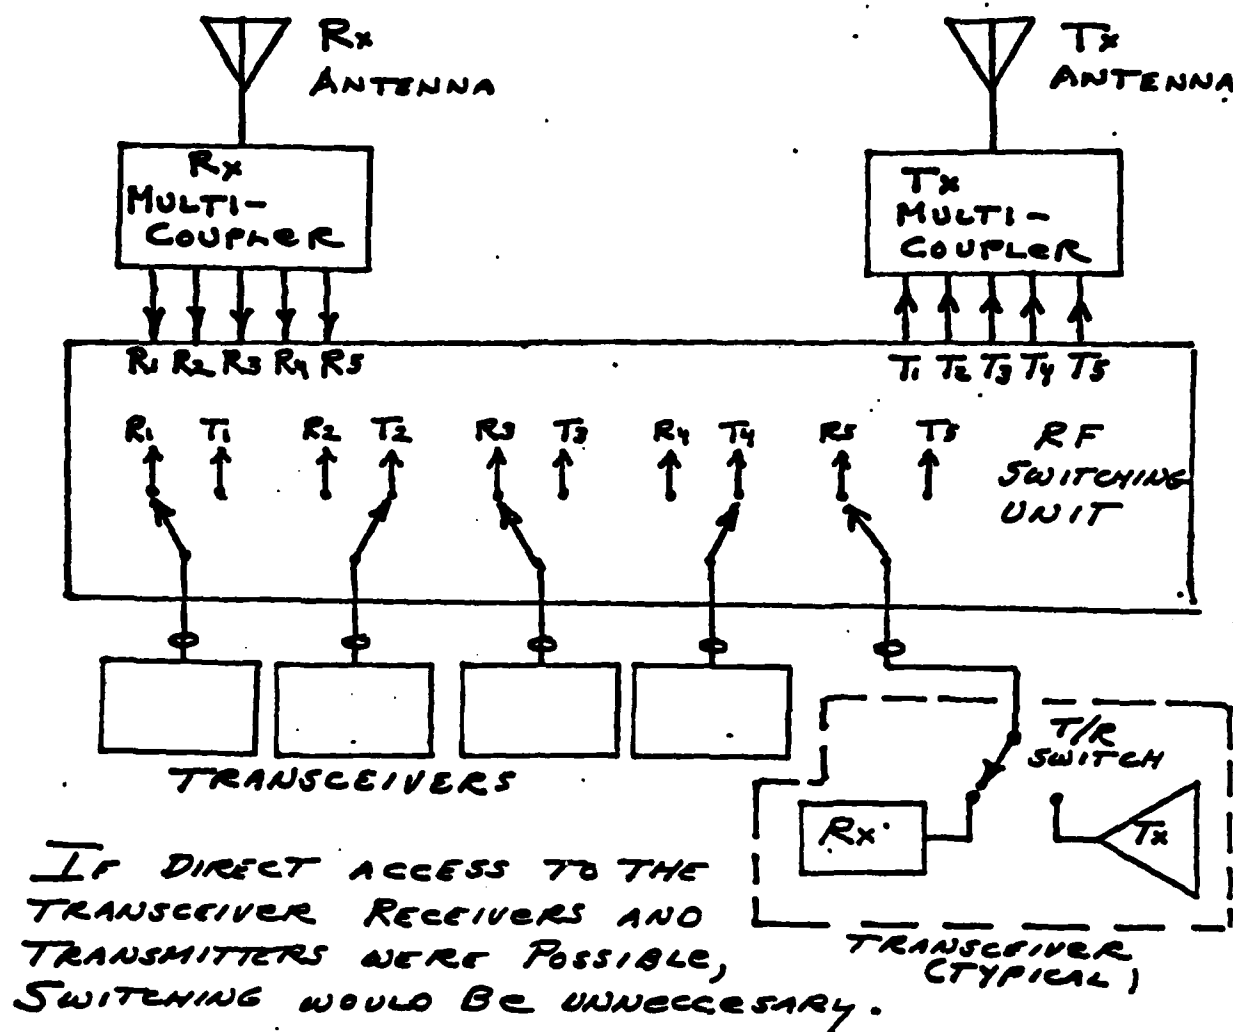 Rx
ANTENNA
Tx
ANTENNA
Rx
MULTI-
COUPLER
Tx
MULTI-
COUPLER
R1 R2 R3 R4 R5
T1 T2 T3 T4 T5
R1 T1 R2 T2 R3 T3 R4 T4 R5 T5
RF
SWITCHING
UNIT
TRANSCEIVERS
T/R
SWITCH
Rx
Tx
TRANSCEIVER
(TYPICAL)
IF DIRECT ACCESS TO THE
TRANSCEIVER RECEIVERS AND
TRANSMITTERS WERE POSSIBLE,
SWITCHING WOULD BE UNNECCESARY.